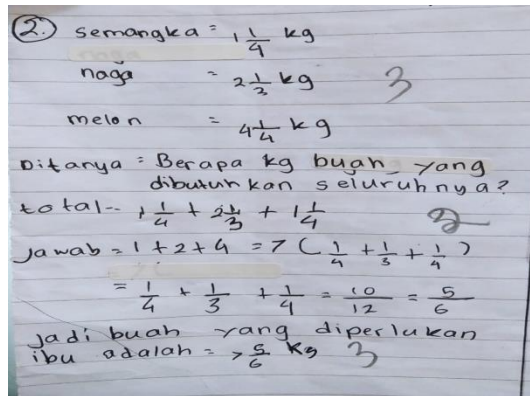 2. semangka = 1 1/4 kg
naga = 2 1/3 kg 3
melon = 4 1/4 kg
Ditanya = Berapa kg buah yang
dibutuhkan seluruhnya?
total = 1 1/4 + 2 1/3 + 1 1/4
2
Jawab = 1 + 2 + 4 = 7 ( 1/4 + 1/3 + 1/4 )
= 1/4 + 1/3 + 1/4 = 10/12 = 5/6
Jadi buah yang diperlukan
ibu adalah = 7 5/6 kg 3